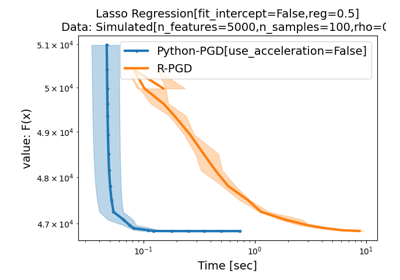 Lasso Regression[fit_intercept=False,reg=0.5]
Data: Simulated[n_features=5000,n_samples=100,rho=0
5.1 × 10⁴
5 × 10⁴
4.9 × 10⁴
4.8 × 10⁴
4.7 × 10⁴
value: F(x)
Python-PGD[use_acceleration=False]
R-PGD
10⁻¹
10⁰
10¹
Time [sec]